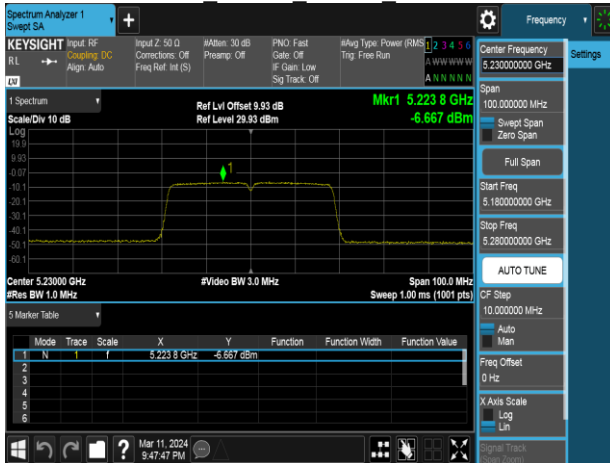 Spectrum Analyzer 1
Swept SA
+
Frequency
Settings
KEYSIGHT
RL
LXI
Input: RF
Coupling: DC
Align: Auto
Input Z: 50 Ω
Corrections: Off
Freq Ref: Int (S)
#Atten: 30 dB
Preamp: Off
PNO: Fast
Gate: Off
IF Gain: Low
Sig Track: Off
#Avg Type: Power (RMS
Trig: Free Run
1 2 3 4 5 6
A W W W W W
A N N N N N
1 Spectrum
Scale/Div 10 dB
Log
Ref Lvl Offset 9.93 dB
Ref Level 29.93 dBm
Mkr1 5.223 8 GHz
-6.667 dBm
19.9
9.93
-0.07
-10.1
-20.1
-30.1
-40.1
-50.1
-60.1
1
Center 5.23000 GHz
#Res BW 1.0 MHz
#Video BW 3.0 MHz
Span 100.0 MHz
Sweep 1.00 ms (1001 pts)
5 Marker Table
Mode Trace Scale X Y Function Function Width Function Value
1 N 1 f 5.223 8 GHz -6.667 dBm
2
3
4
5
6
?
Mar 11, 2024
9:47:47 PM
Center Frequency
5.230000000 GHz
Span
100.000000 MHz
Swept Span
Zero Span
Full Span
Start Freq
5.180000000 GHz
Stop Freq
5.280000000 GHz
AUTO TUNE
CF Step
10.000000 MHz
Auto
Man
Freq Offset
0 Hz
X Axis Scale
Log
Lin
Signal Track
(Span Zoom)